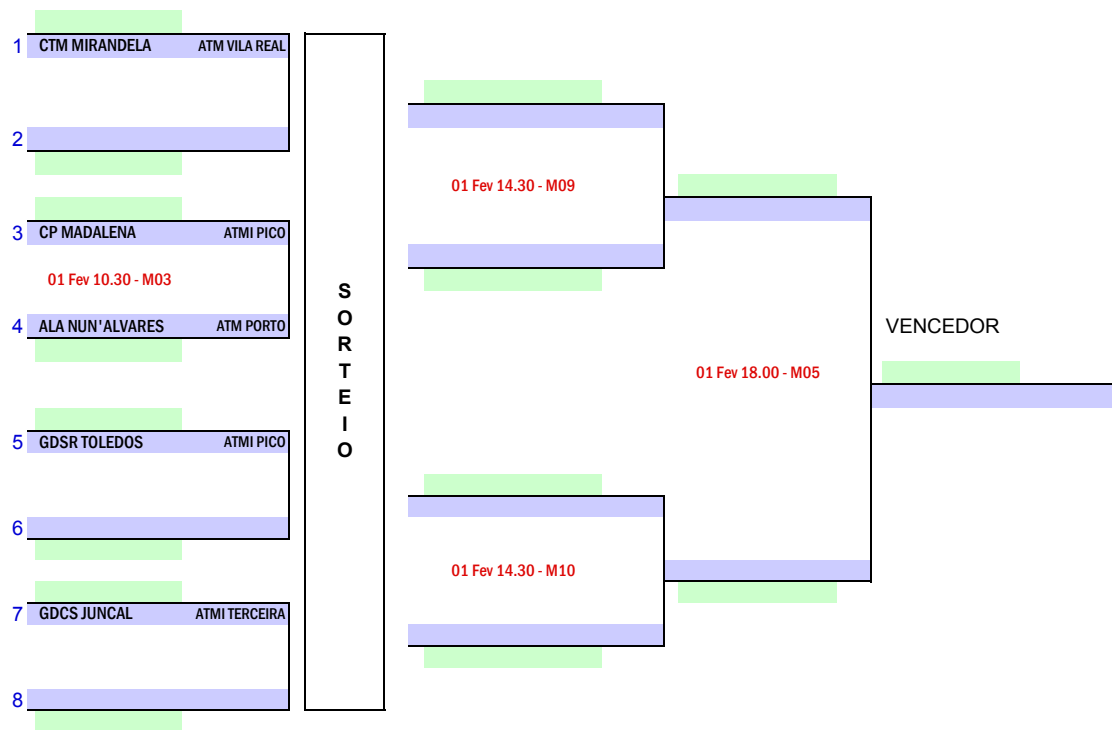 1 CTM MIRANDELA ATM VILA REAL
2
3 CP MADALENA ATMI PICO
01 Fev 10.30 - M03
4 ALA NUN'ALVARES ATM PORTO
5 GDSR TOLEDOS ATMI PICO
6
7 GDCS JUNCAL ATMI TERCEIRA
8
S
O
R
T
E
I
O
01 Fev 14.30 - M09
01 Fev 14.30 - M10
01 Fev 18.00 - M05
VENCEDOR